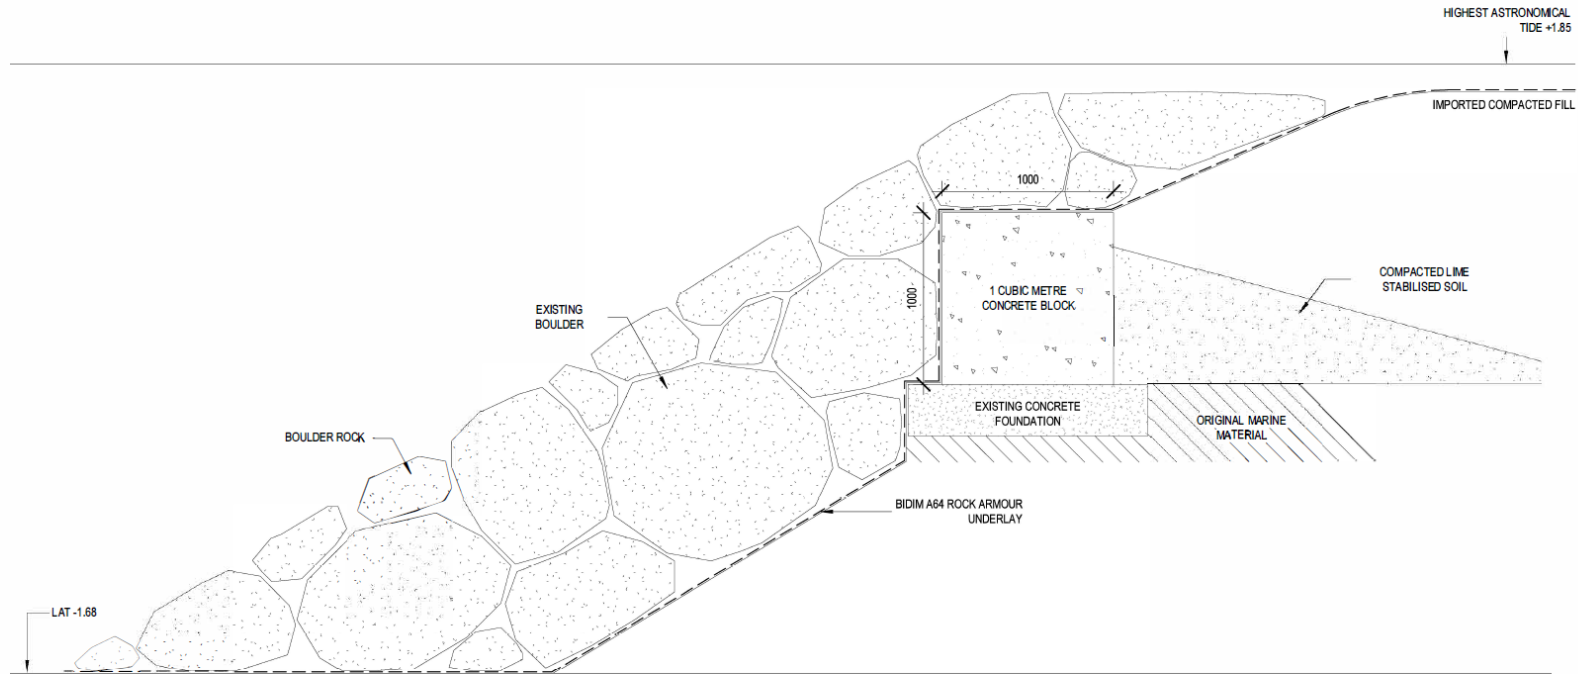 HIGHEST ASTRONOMICAL
TIDE +1.85
IMPORTED COMPACTED FILL
1000
1000
1 CUBIC METRE
CONCRETE BLOCK
COMPACTED LIME
STABILISED SOIL
EXISTING
BOULDER
EXISTING CONCRETE
FOUNDATION
ORIGINAL MARINE
MATERIAL
BOULDER ROCK
BIDIM A64 ROCK ARMOUR
UNDERLAY
LAT -1.68